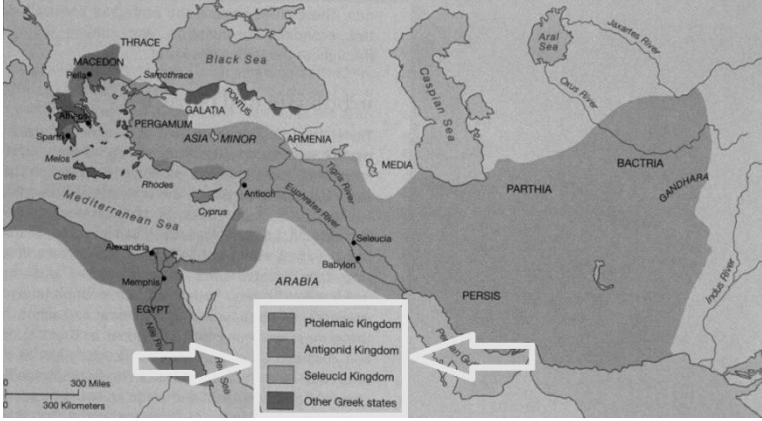 THRACE
MACEDON
Pella
Samothrace
Black Sea
Aral
Sea
Jaxartes River
Oxus River
Caspian Sea
PONTUS
GALATIA
Athens
PERGAMUM
ASIA MINOR
ARMENIA
Sparta
MEDIA
BACTRIA
Melos
Crete
Rhodes
PARTHIA
GANDHARA
Antioch
Tigris River
Euphrates River
Cyprus
Mediterranean Sea
Seleucia
Alexandria
Babylon
Memphis
ARABIA
PERSIS
Indus River
EGYPT
Nile River
Red Sea
Persian Gulf
Ptolemaic Kingdom
Antigonid Kingdom
Seleucid Kingdom
Other Greek states
0 300 Miles
0 300 Kilometers